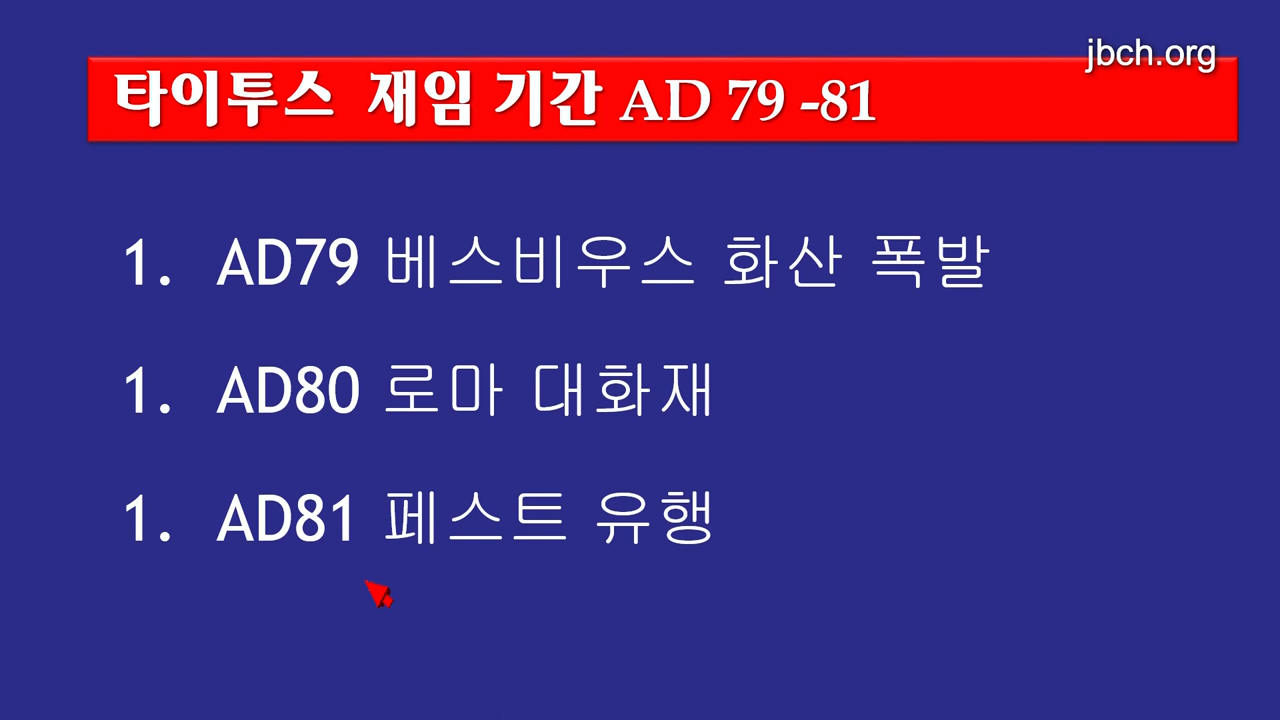 jbch.org
타이투스 재임 기간 AD 79 -81
1. AD79 베스비우스 화산 폭발
1. AD80 로마 대화재
1. AD81 페스트 유행